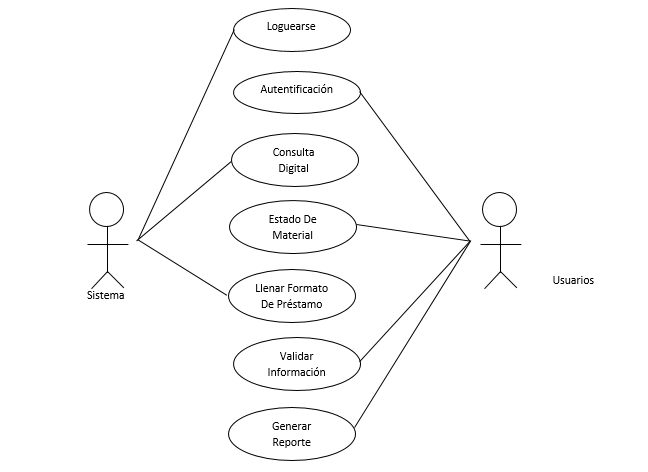 Loguearse
Autentificación
Consulta
Digital
Estado De
Material
Llenar Formato
De Préstamo
Validar
Información
Generar
Reporte
Sistema
Usuarios